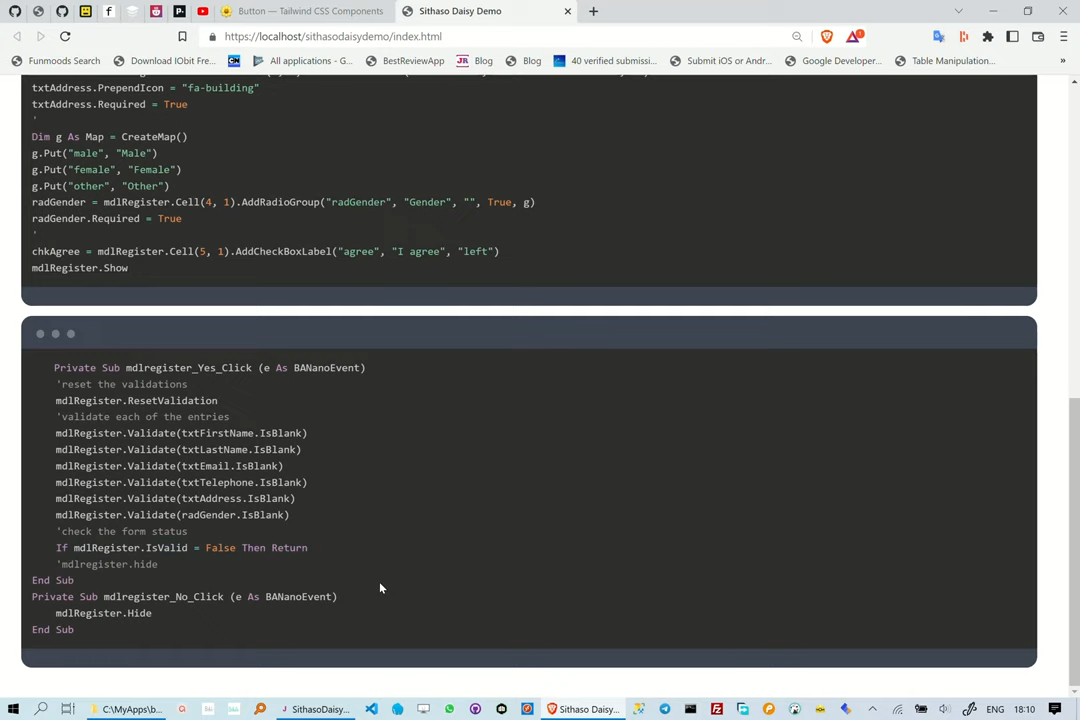 Button — Tailwind CSS Components
Sithaso Daisy Demo
https://localhost/sithasodaisydemo/index.html
Funmoods Search
Download IObit Fre...
All applications - G...
BestReviewApp
JR Blog
Blog
40 verified submissi...
Submit iOS or Andr...
Google Developer...
Table Manipulation...
txtAddress.PrependIcon = "fa-building"
txtAddress.Required = True
'
Dim g As Map = CreateMap()
g.Put("male", "Male")
g.Put("female", "Female")
g.Put("other", "Other")
radGender = mdlRegister.Cell(4, 1).AddRadioGroup("radGender", "Gender", "", True, g)
radGender.Required = True
'
chkAgree = mdlRegister.Cell(5, 1).AddCheckBoxLabel("agree", "I agree", "left")
mdlRegister.Show
Private Sub mdlregister_Yes_Click (e As BANanoEvent)
'reset the validations
mdlRegister.ResetValidation
'validate each of the entries
mdlRegister.Validate(txtFirstName.IsBlank)
mdlRegister.Validate(txtLastName.IsBlank)
mdlRegister.Validate(txtEmail.IsBlank)
mdlRegister.Validate(txtTelephone.IsBlank)
mdlRegister.Validate(txtAddress.IsBlank)
mdlRegister.Validate(radGender.IsBlank)
'check the form status
If mdlRegister.IsValid = False Then Return
'mdlregister.hide
End Sub
Private Sub mdlregister_No_Click (e As BANanoEvent)
mdlRegister.Hide
End Sub
C:\MyApps\b...
SithasoDaisy...
Sithaso Daisy...
ENG
18:10